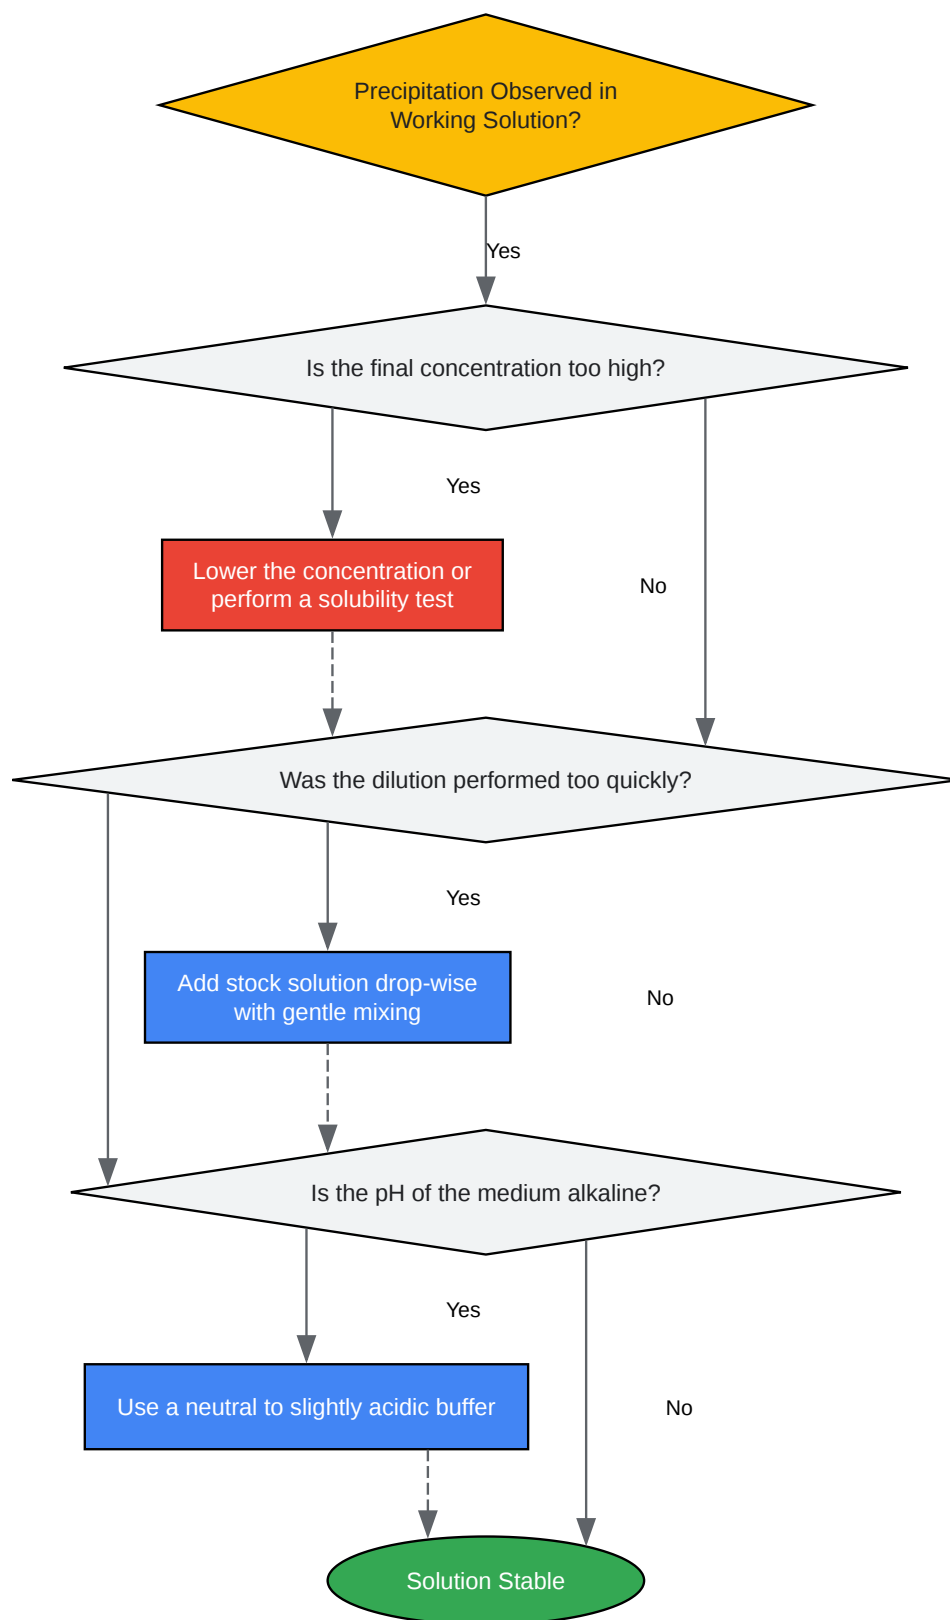 Precipitation Observed in
Working Solution?
Yes
Is the final concentration too high?
Yes
Lower the concentration or
perform a solubility test
No
Was the dilution performed too quickly?
Yes
Add stock solution drop-wise
with gentle mixing
No
Is the pH of the medium alkaline?
Yes
Use a neutral to slightly acidic buffer
No
Solution Stable